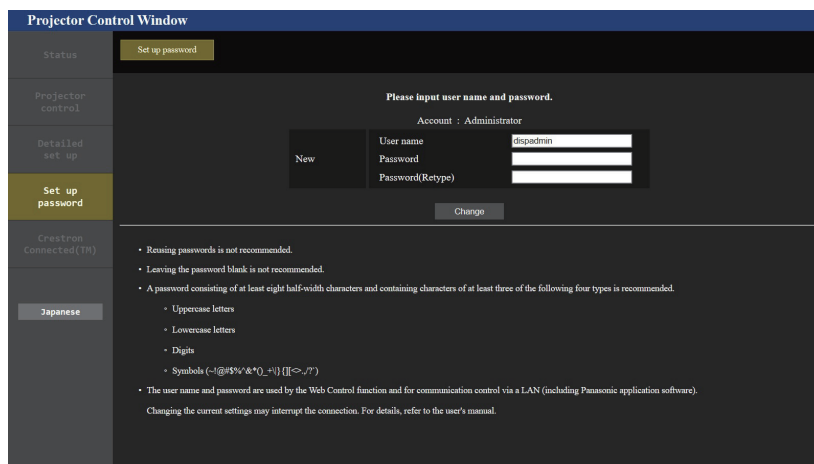 Projector Control Window
Status
Projector
control
Detailed
set up
Set up
password
Crestron
Connected(TM)
Japanese
Set up password
Please input user name and password.
Account : Administrator
New
User name
dispadmin
Password
Password(Retype)
Change
• Reusing passwords is not recommended.
• Leaving the password blank is not recommended.
• A password consisting of at least eight half-width characters and containing characters of at least three of the following four types is recommended.
◦ Uppercase letters
◦ Lowercase letters
◦ Digits
◦ Symbols (~!@#$%^&*()_+\|}{][<>.,/?`)
• The user name and password are used by the Web Control function and for communication control via a LAN (including Panasonic application software).
Changing the current settings may interrupt the connection. For details, refer to the user's manual.